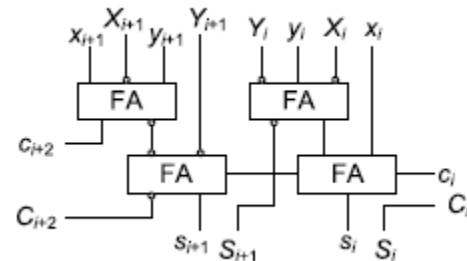 x_{i+1} X_{i+1} y_{i+1} Y_{i+1} Y_i y_i X_i x_i
FA FA
c_{i+2}
FA FA c_i
C_{i+2} s_{i+1} S_{i+1} s_i S_i